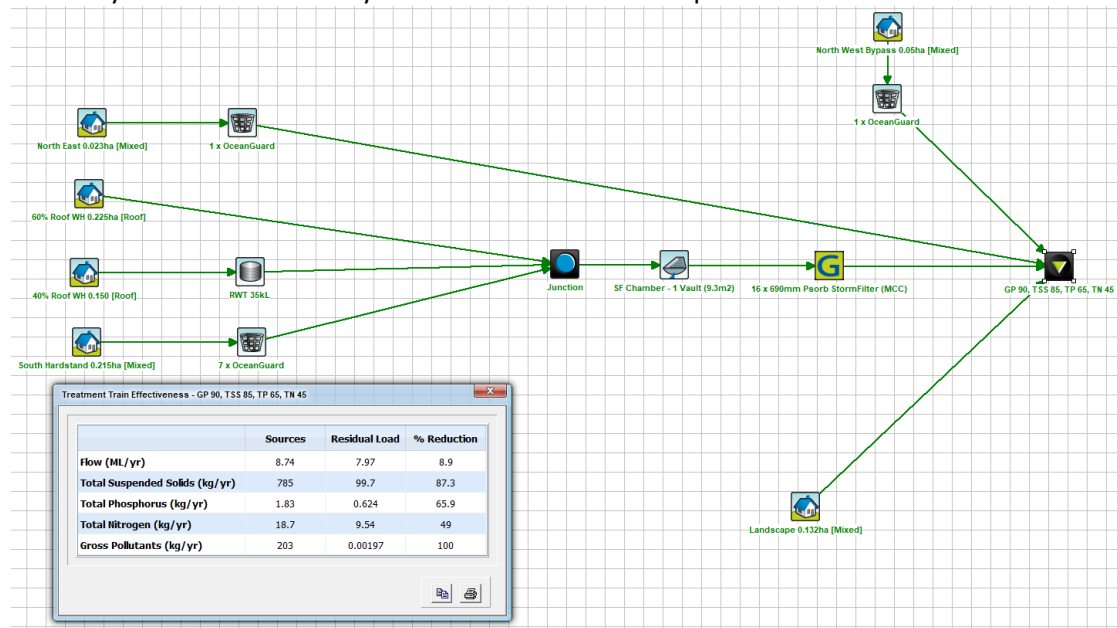 North West Bypass 0.05ha [Mixed]
1 x OceanGuard
North East 0.023ha [Mixed]
1 x OceanGuard
60% Roof WH 0.225ha [Roof]
40% Roof WH 0.150 [Roof]
RWT 35kL
Junction
SF Chamber - 1 Vault (9.3m2)
16 x 690mm Psorb StormFilter (MCC)
GP 90, TSS 85, TP 65, TN 45
South Hardstand 0.215ha [Mixed]
7 x OceanGuard
Landscape 0.132ha [Mixed]
Treatment Train Effectiveness - GP 90, TSS 85, TP 65, TN 45
Sources Residual Load % Reduction
Flow (ML/yr) 8.74 7.97 8.9
Total Suspended Solids (kg/yr) 785 99.7 87.3
Total Phosphorus (kg/yr) 1.83 0.624 65.9
Total Nitrogen (kg/yr) 18.7 9.54 49
Gross Pollutants (kg/yr) 203 0.00197 100